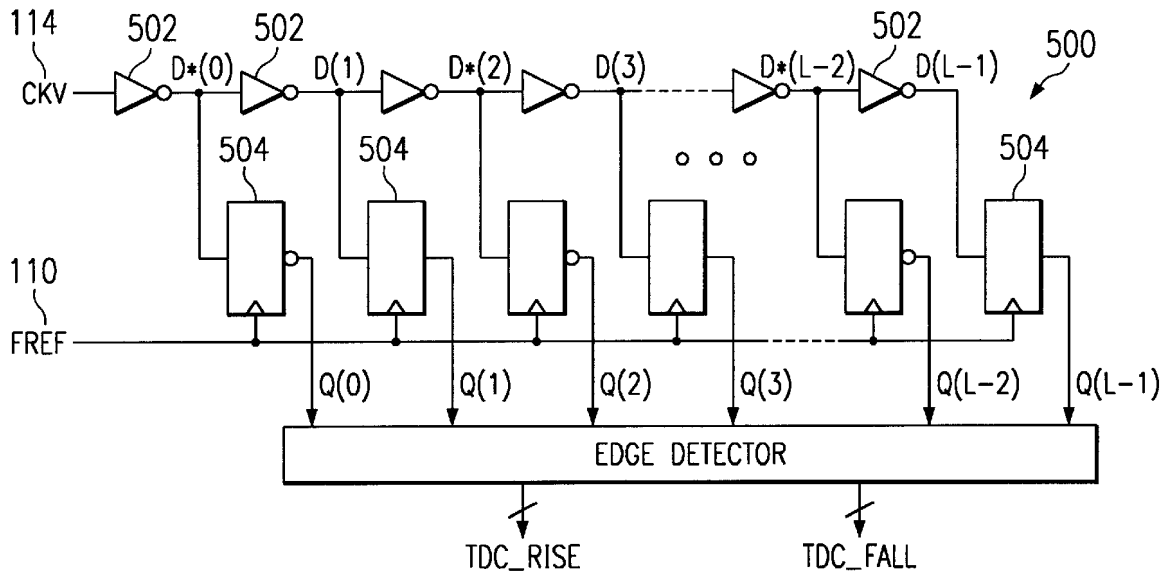 114
502
502
502
500
CKV
D*(0)
D(1)
D*(2)
D(3)
D*(L-2)
D(L-1)
504
504
504
110
FREF
Q(0)
Q(1)
Q(2)
Q(3)
Q(L-2)
Q(L-1)
EDGE DETECTOR
TDC_RISE
TDC_FALL